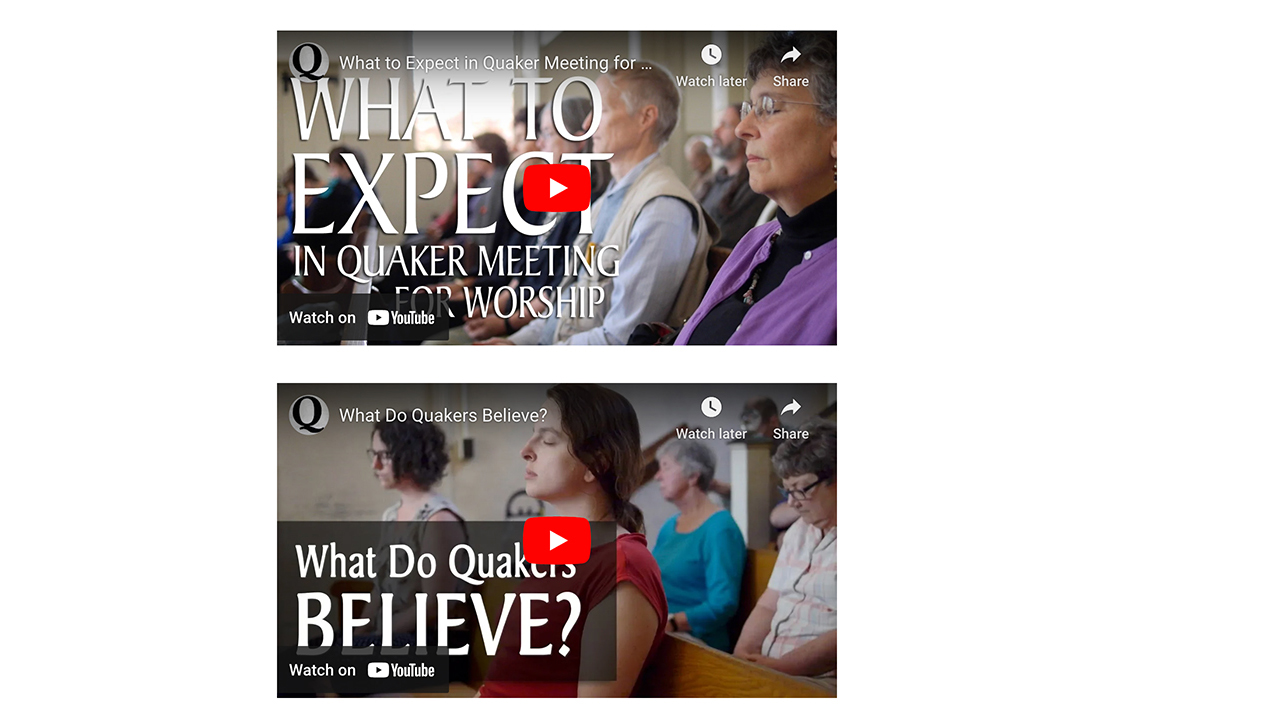 Q
What to Expect in Quaker Meeting for ...
Watch later
Share
WHAT TO
EXPECT
IN QUAKER MEETING
FOR WORSHIP
Watch on YouTube
Q
What Do Quakers Believe?
Watch later
Share
What Do Quakers
BELIEVE?
Watch on YouTube